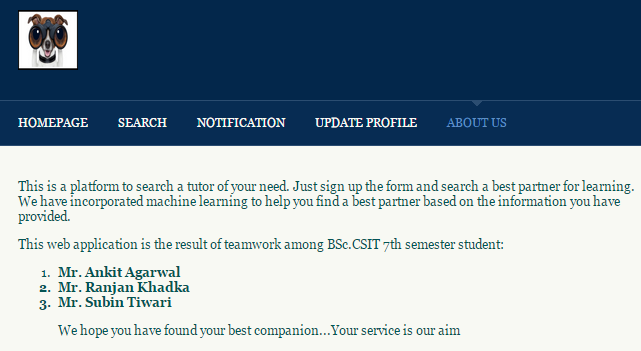 HOMEPAGE SEARCH NOTIFICATION UPDATE PROFILE ABOUT US
This is a platform to search a tutor of your need. Just sign up the form and search a best partner for learning.
We have incorporated machine learning to help you find a best partner based on the information you have
provided.
This web application is the result of teamwork among BSc.CSIT 7th semester student:
1. Mr. Ankit Agarwal
2. Mr. Ranjan Khadka
3. Mr. Subin Tiwari
We hope you have found your best companion...Your service is our aim